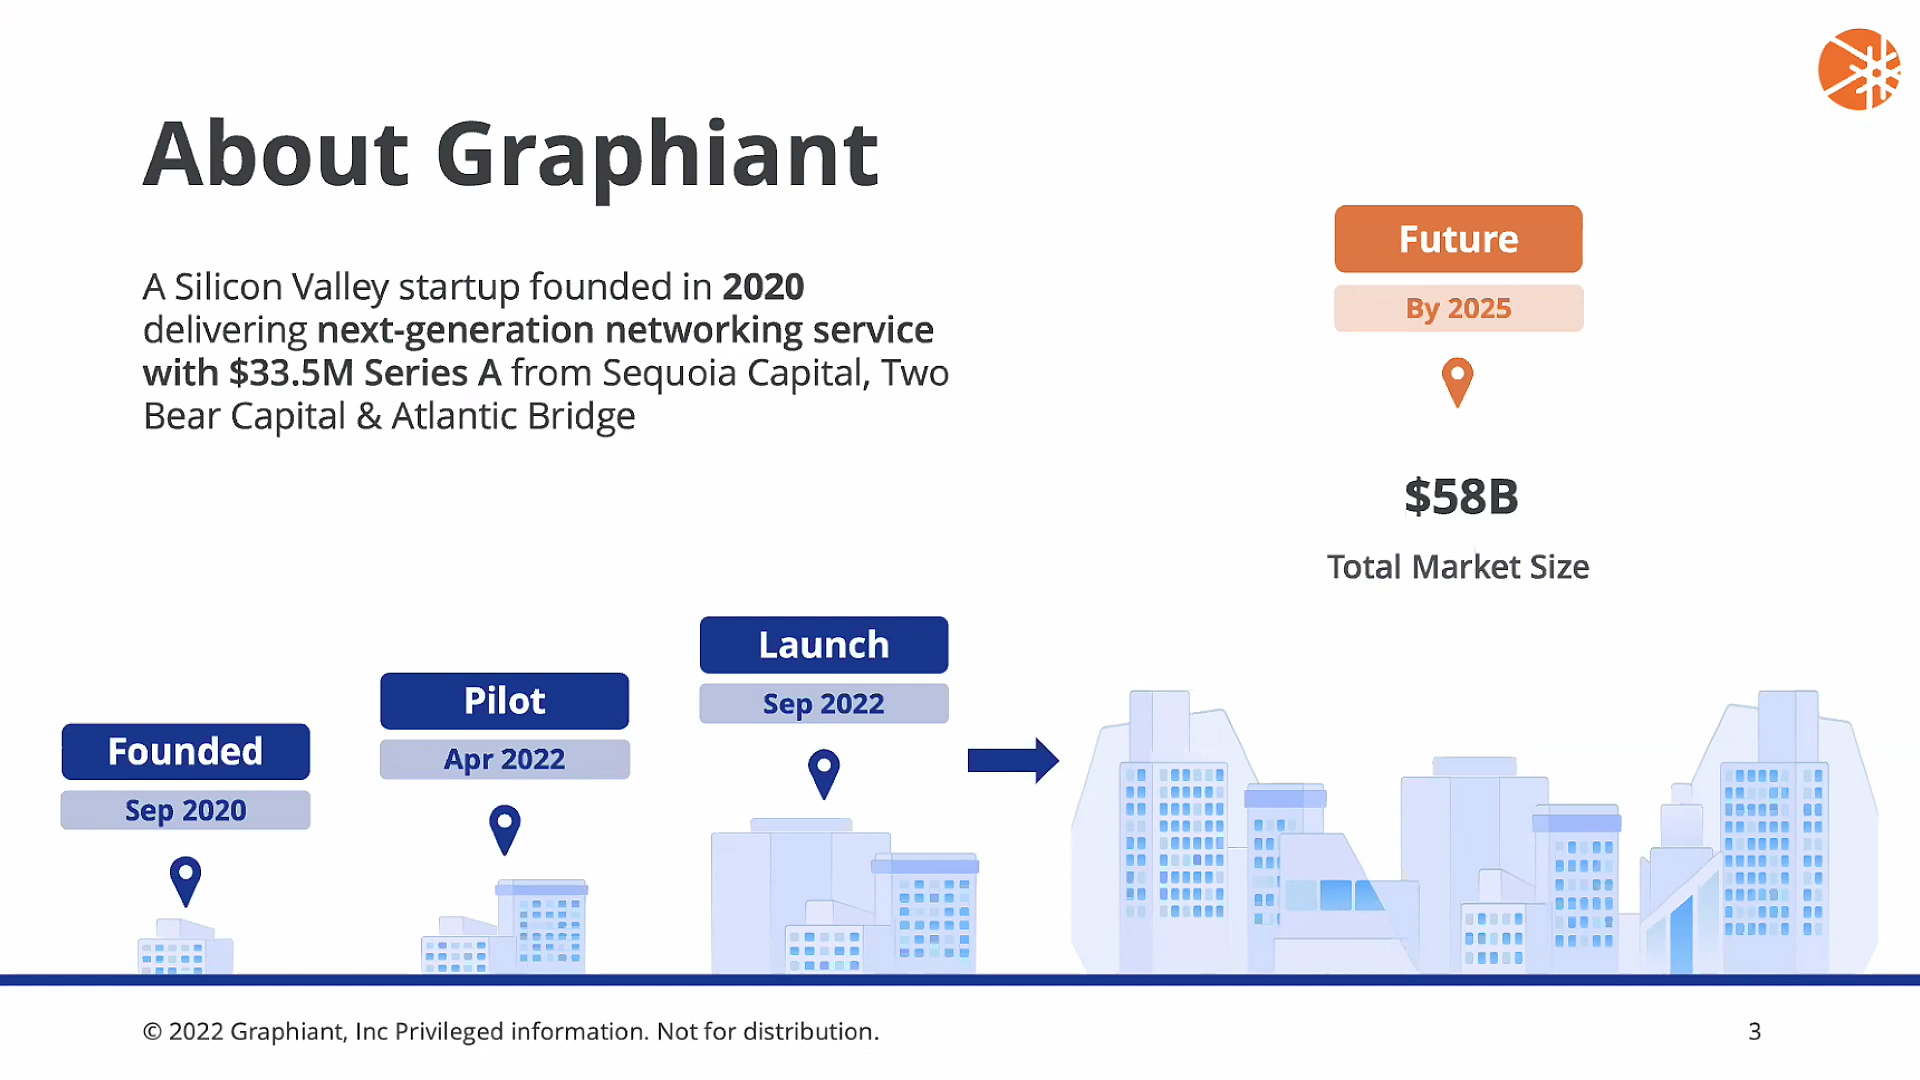 About Graphiant
A Silicon Valley startup founded in 2020
delivering next-generation networking service
with $33.5M Series A from Sequoia Capital, Two
Bear Capital & Atlantic Bridge
Future
By 2025
$58B
Total Market Size
Launch
Sep 2022
Pilot
Apr 2022
Founded
Sep 2020
© 2022 Graphiant, Inc Privileged information. Not for distribution.
3